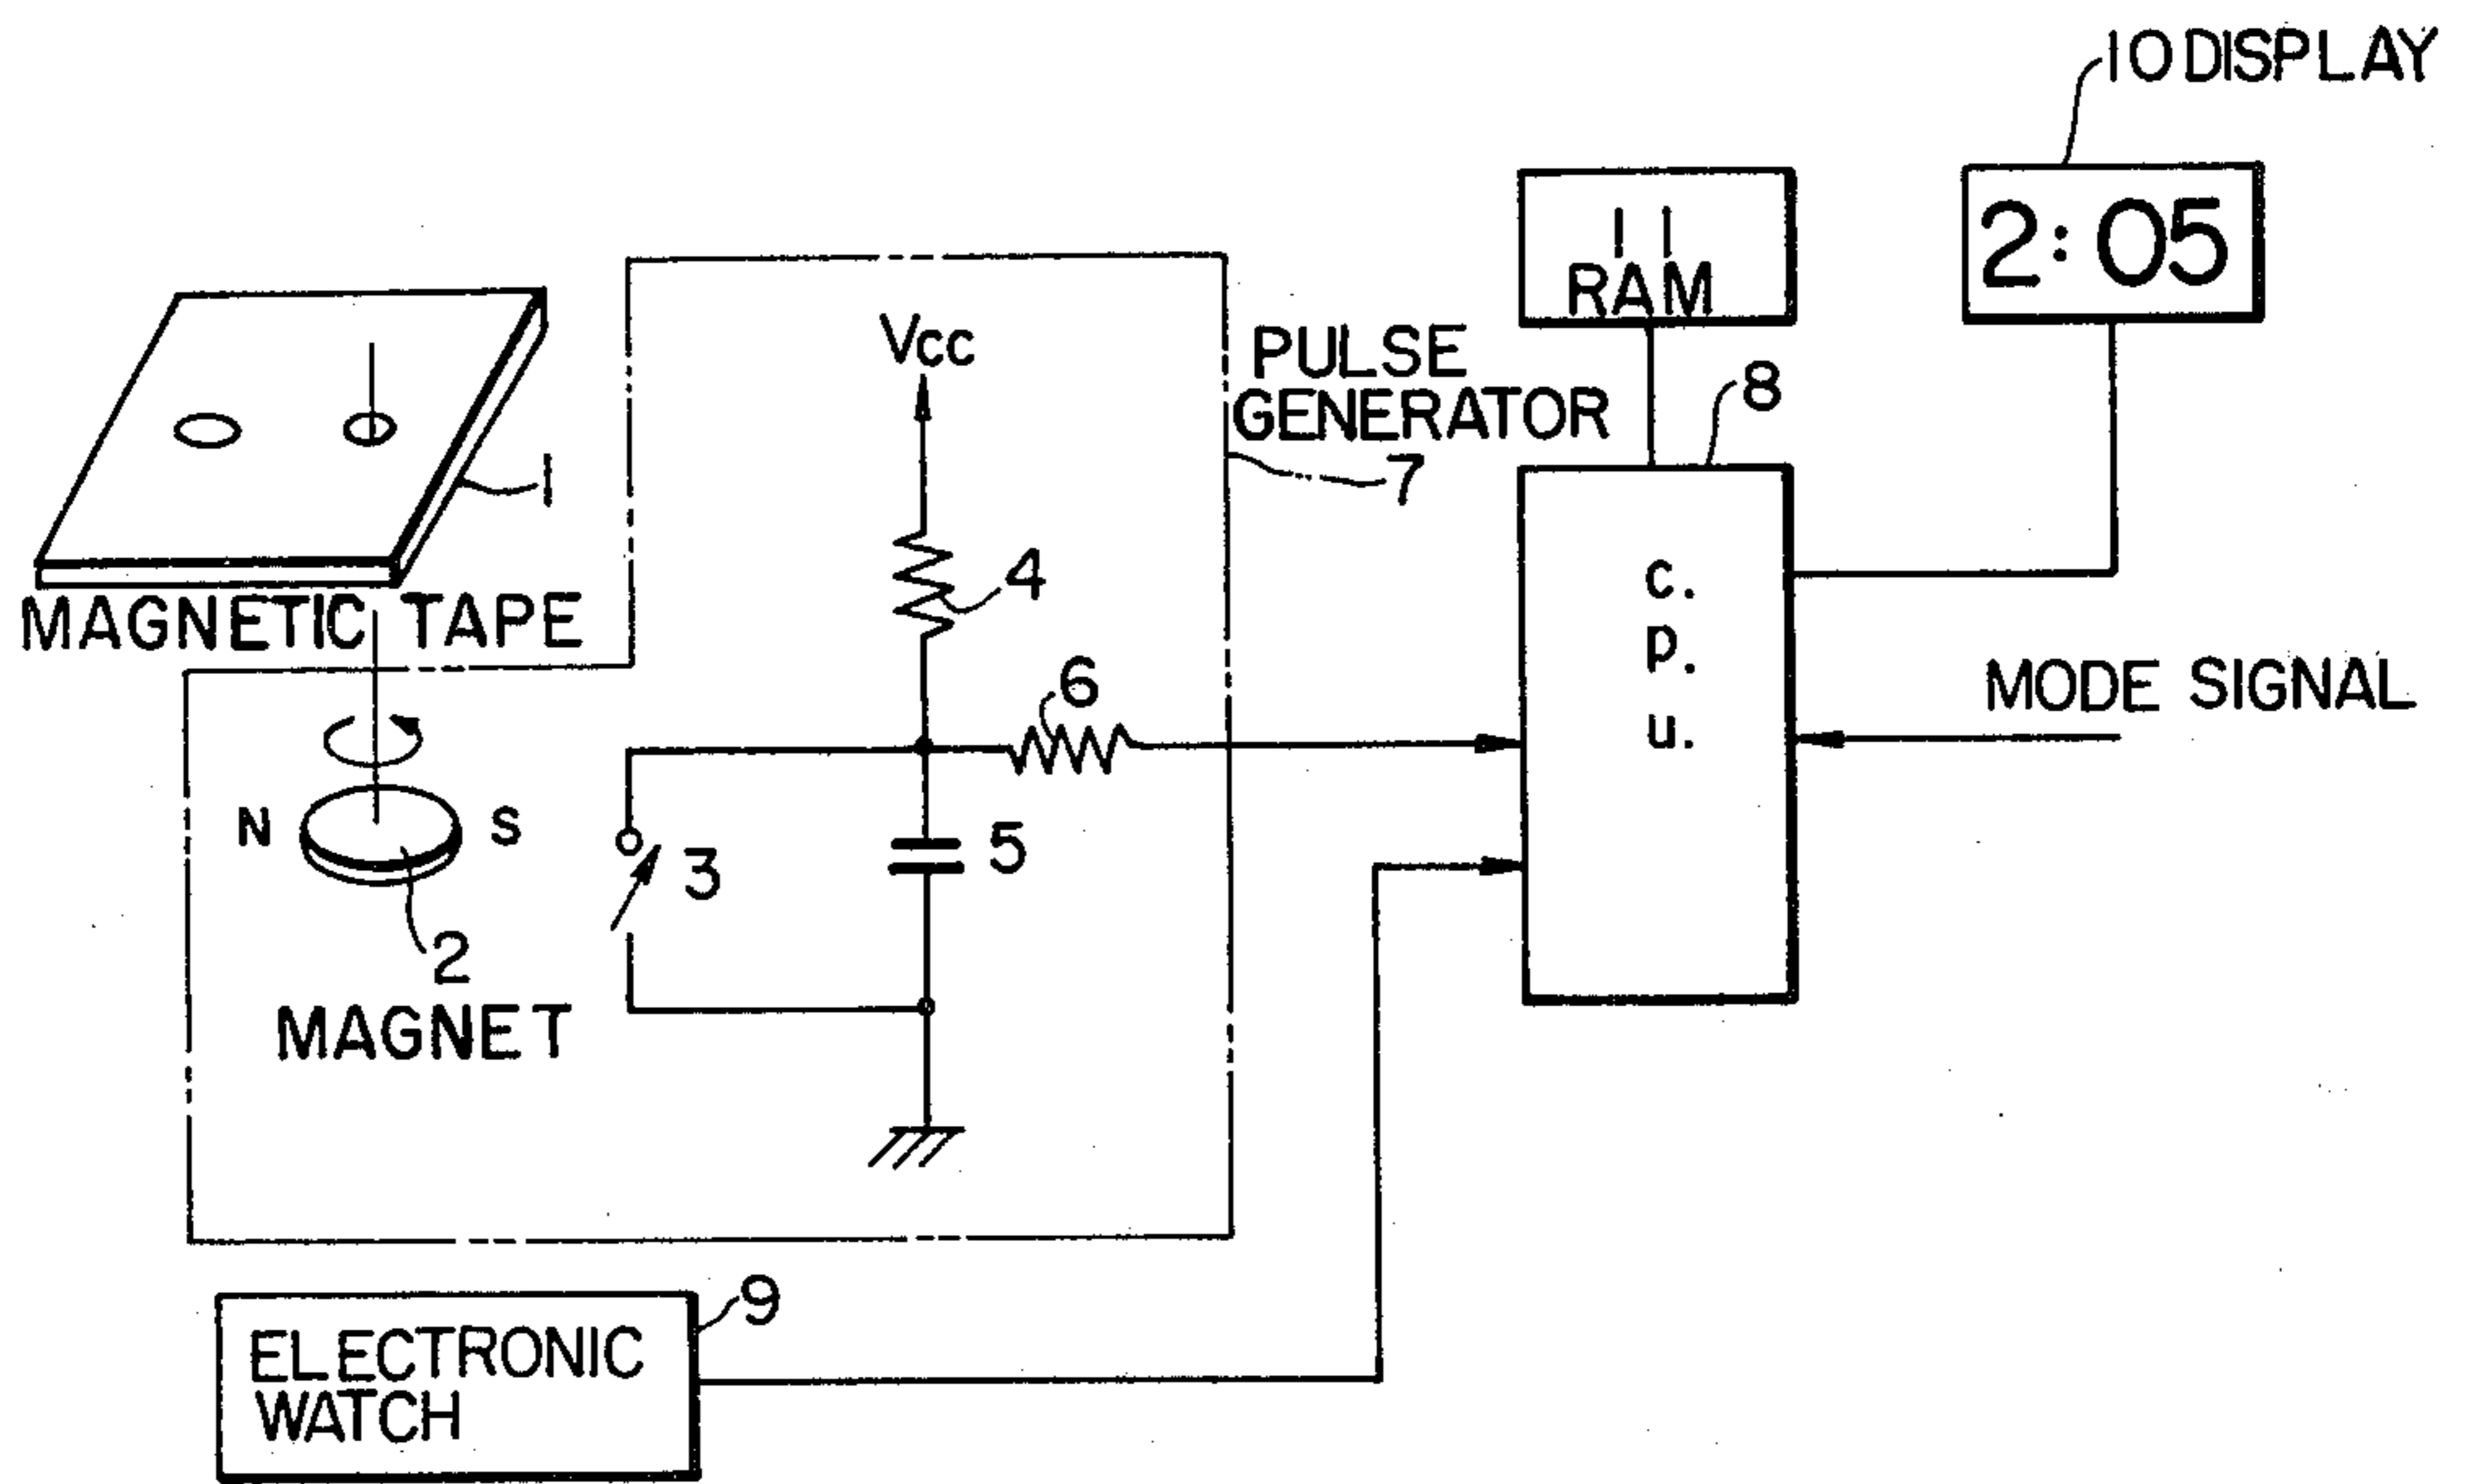 10 DISPLAY
11
RAM
2:05
Vcc
PULSE
GENERATOR
7
8
1
4
MAGNETIC TAPE
c.
p.
u.
6
MODE SIGNAL
N
S
3
5
2
MAGNET
9
ELECTRONIC
WATCH